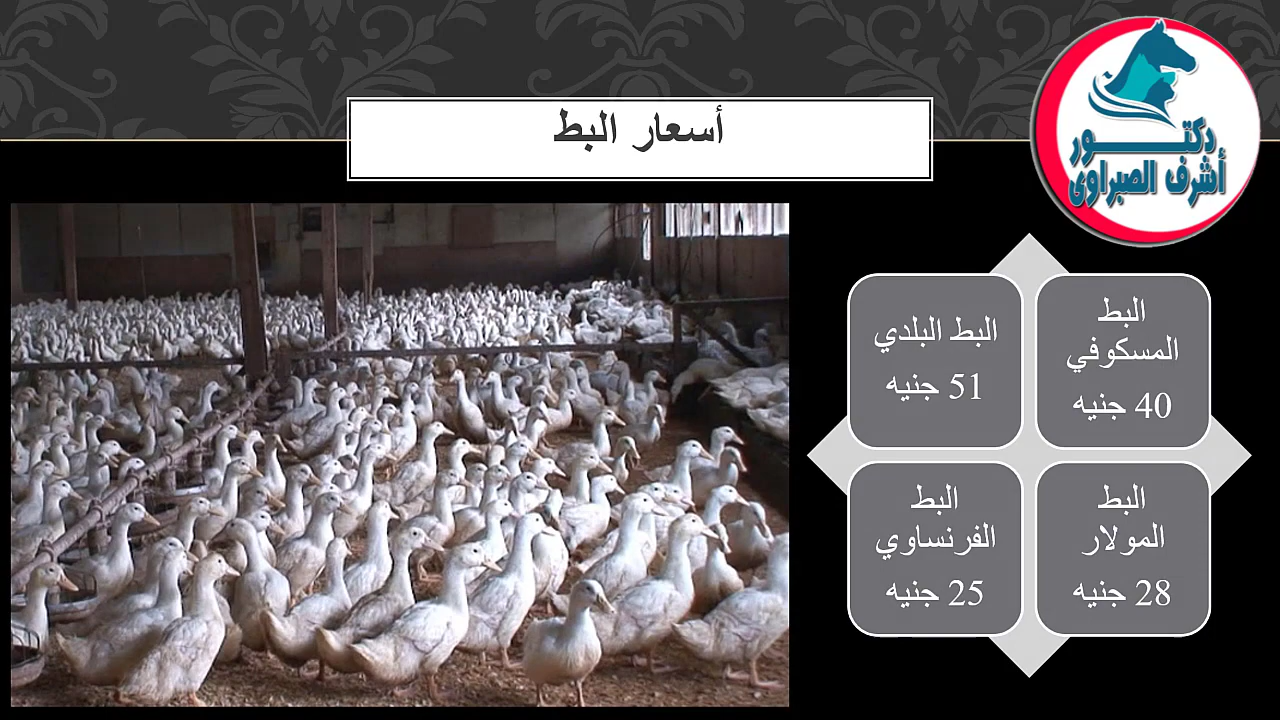 أسعار البط
دكتور
أشرف الصبراوى
البط
المسكوفي
40 جنيه
البط البلدي
51 جنيه
البط
المولار
28 جنيه
البط
الفرنساوي
25 جنيه